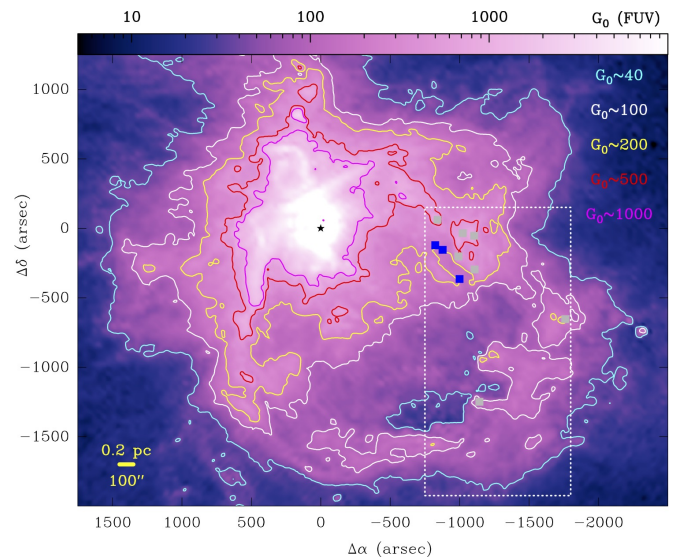 10 100 1000 G₀ (FUV)
1000
500
0
−500
−1000
−1500
Δδ (arsec)
G₀~40
G₀~100
G₀~200
G₀~500
G₀~1000
0.2 pc
100″
1500 1000 500 0 −500 −1000 −1500 −2000
Δα (arsec)